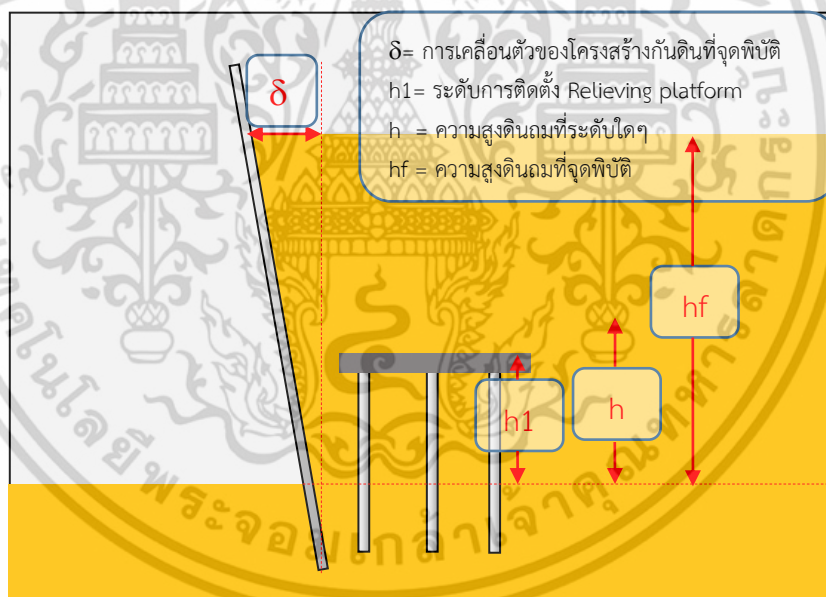 δ= การเคลื่อนตัวของโครงสร้างกันดินที่จุดพิบัติ
h1= ระดับการติดตั้ง Relieving platform
h = ความสูงดินถมที่ระดับใดๆ
hf = ความสูงดินถมที่จุดพิบัติ
δ
hf
h
h1